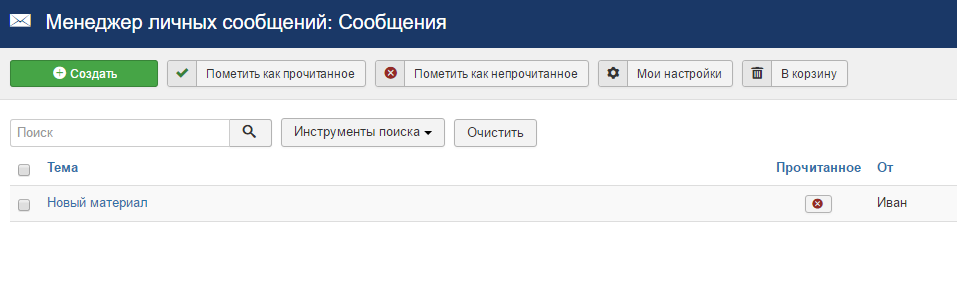 Менеджер личных сообщений: Сообщения
Создать Пометить как прочитанное Пометить как непрочитанное Мои настройки В корзину
Поиск Инструменты поиска Очистить
Тема Прочитанное От
Новый материал Иван